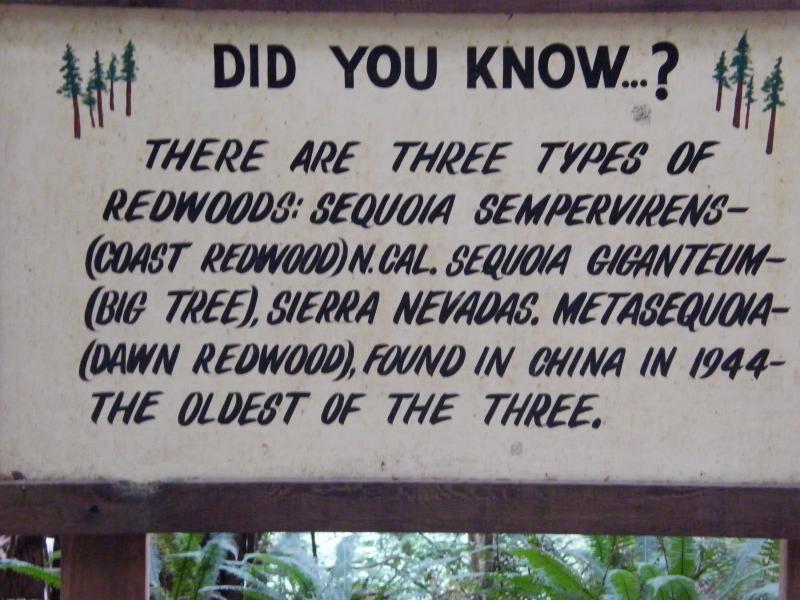 DID YOU KNOW...?
THERE ARE THREE TYPES OF
REDWOODS: SEQUOIA SEMPERVIRENS-
(COAST REDWOOD) N. CAL. SEQUOIA GIGANTEUM-
(BIG TREE), SIERRA NEVADAS. METASEQUOIA-
(DAWN REDWOOD), FOUND IN CHINA IN 1944-
THE OLDEST OF THE THREE.